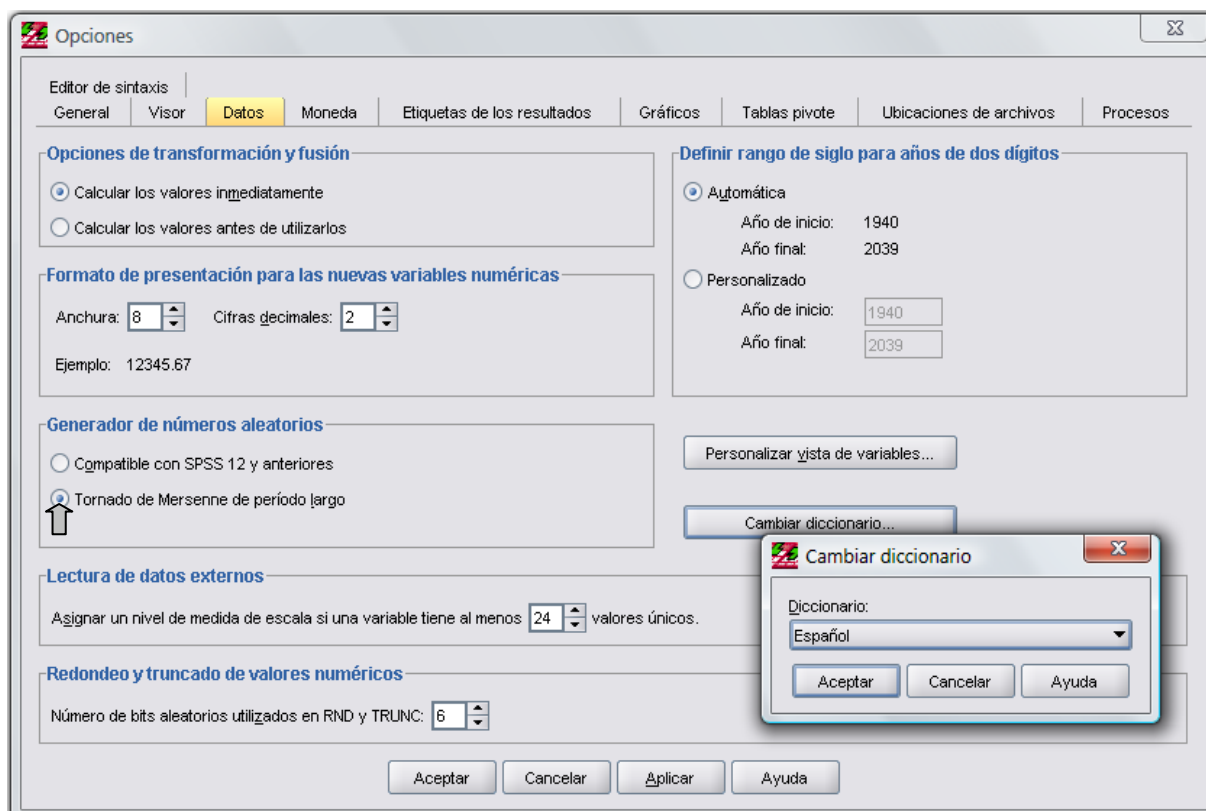 Opciones
Editor de sintaxis
General Visor Datos Moneda Etiquetas de los resultados Gráficos Tablas pivote Ubicaciones de archivos Procesos
Opciones de transformación y fusión
Calcular los valores inmediatamente
Calcular los valores antes de utilizarlos
Formato de presentación para las nuevas variables numéricas
Anchura: 8 Cifras decimales: 2
Ejemplo: 12345.67
Generador de números aleatorios
Compatible con SPSS 12 y anteriores
Tornado de Mersenne de período largo
Definir rango de siglo para años de dos dígitos
Automática
Año de inicio: 1940
Año final: 2039
Personalizado
Año de inicio: 1940
Año final: 2039
Personalizar vista de variables...
Cambiar diccionario...
Lectura de datos externos
Asignar un nivel de medida de escala si una variable tiene al menos 24 valores únicos.
Redondeo y truncado de valores numéricos
Número de bits aleatorios utilizados en RND y TRUNC: 6
Cambiar diccionario
Diccionario:
Español
Aceptar Cancelar Ayuda
Aceptar Cancelar Aplicar Ayuda